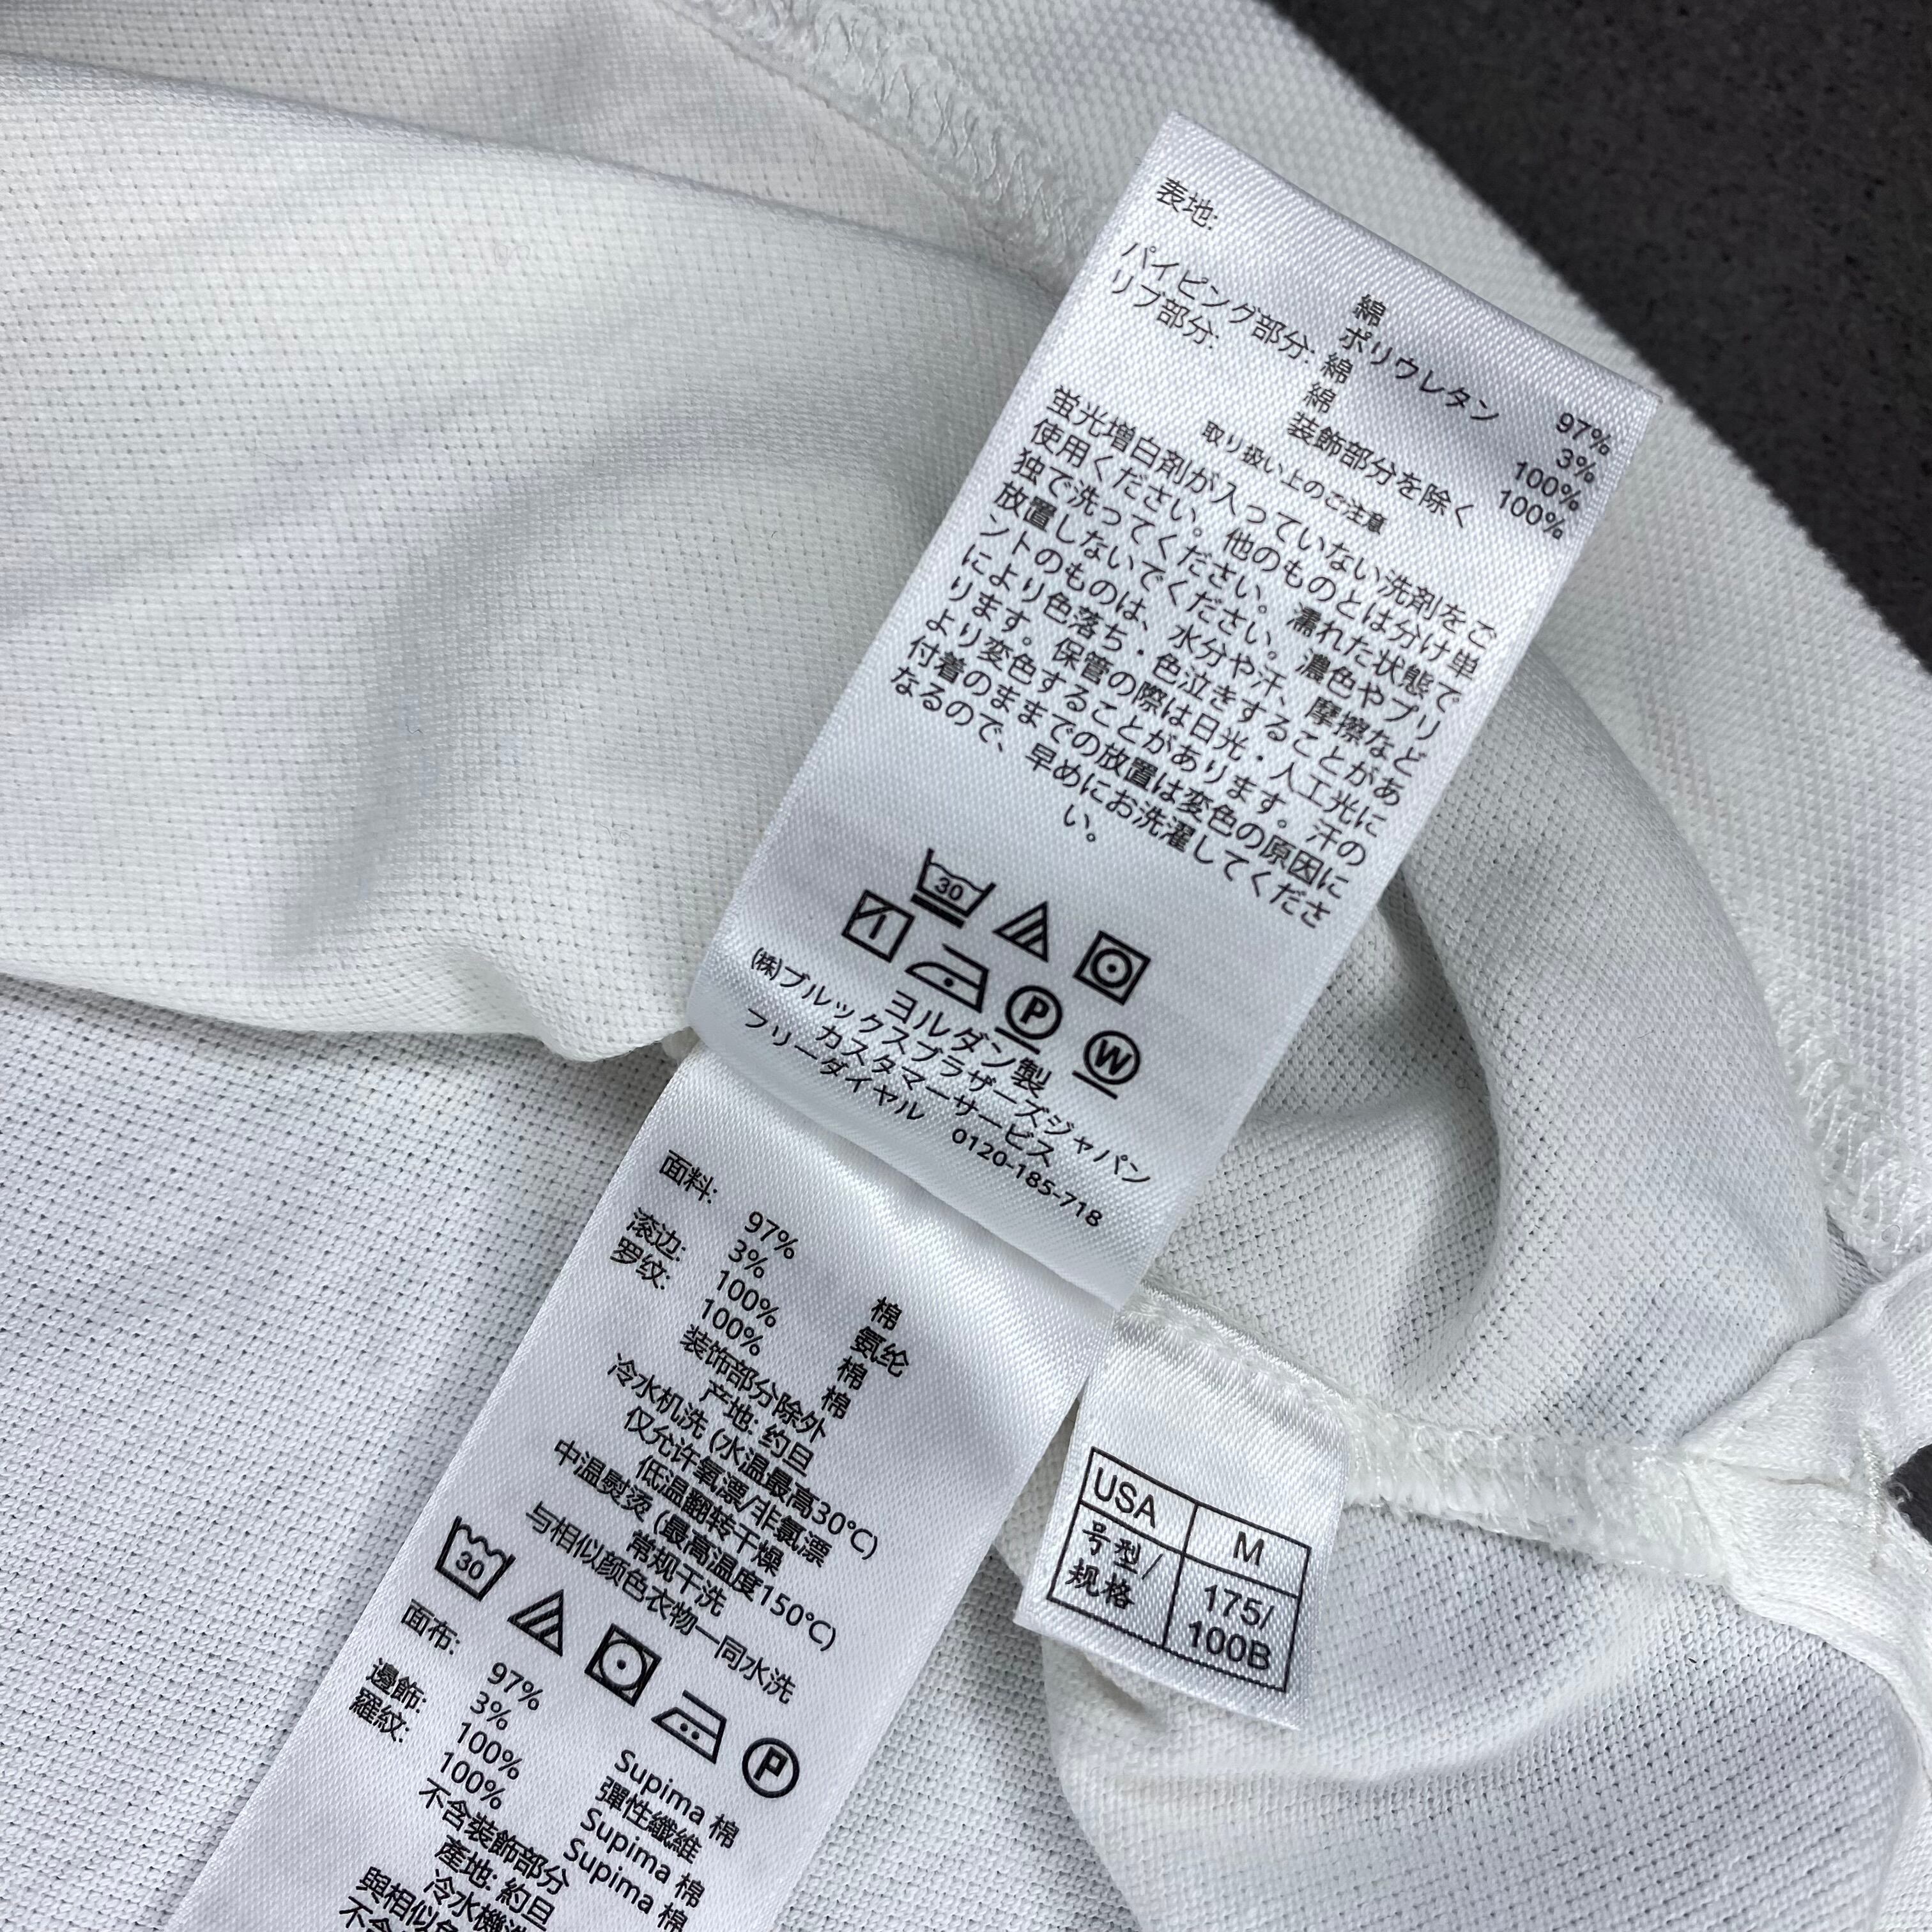 表地:
綿 97%
ポリウレタン 3%
パイピング部分: 綿 100%
リブ部分: 綿 100%
装飾部分を除く
取り扱い上のご注意
蛍光増白剤が入っていない洗剤をご
使用ください。他のものとは分け単
独で洗ってください。濡れた状態で
放置しないでください。濃色やプリ
ントのものは、水分や汗、摩擦など
により色落ち・色泣きすることがあ
ります。保管の際は日光・人工光に
より変色することがあります。汗の
付着のままでの放置は変色の原因に
なるので、早めにお洗濯してくださ
い。
30
P
W
ヨルダン製
(株)ブルックスブラザーズジャパン
カスタマーサービス
フリーダイヤル 0120-185-718
面料:
97% 棉
3% 氨纶
滚边: 100% 棉
罗纹: 100% 棉
装饰部分除外
产地: 约旦
冷水机洗 (水温最高30°C)
仅允许氧漂/非氯漂
低温翻转干燥
中温熨烫 (最高温度150°C)
常规干洗
与相似颜色衣物一同水洗
30
P
面布:
97% Supima 棉
3% 彈性纖維
邊飾: 100% Supima 棉
羅紋: 100% Supima 棉
不含裝飾部分
產地: 約旦
冷水機洗
與相似
USA M
号型/ 175/
规格 100B